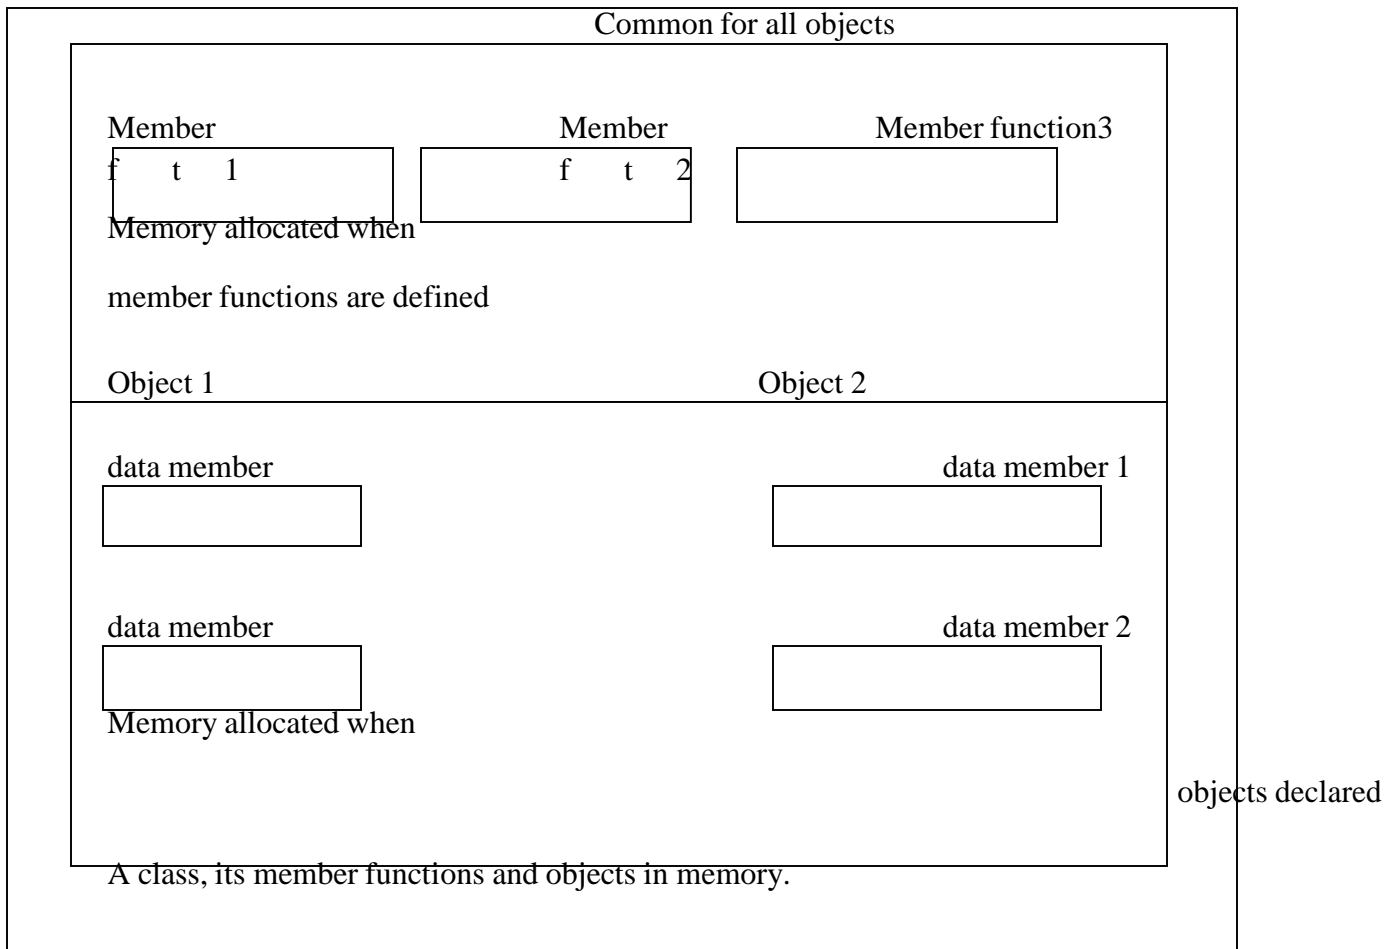 Common for all objects
Member Member Member function3
f t 1 f t 2
Memory allocated when
member functions are defined
Object 1 Object 2
data member data member 1
data member data member 2
Memory allocated when
objects declared
A class, its member functions and objects in memory.